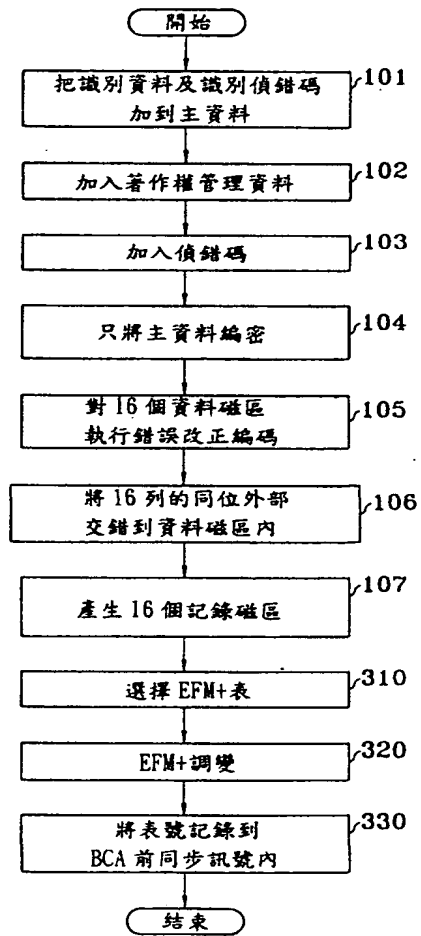 開始
把識別資料及識別偵錯碼
加到主資料
101
加入著作權管理資料
102
加入偵錯碼
103
只將主資料編密
104
對16個資料磁區
執行錯誤改正編碼
105
將16列的同位外部
交錯到資料磁區內
106
產生16個記錄磁區
107
選擇EFM+表
310
EFM+調變
320
將表號記錄到
BCA前同步訊號內
330
结束